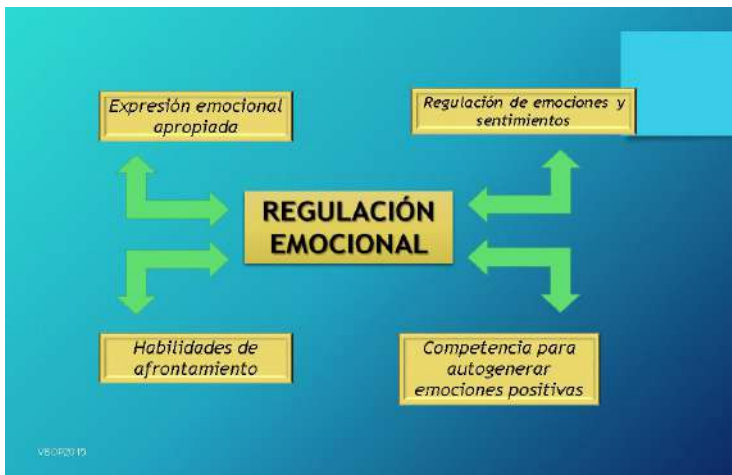 Expresión emocional
apropiada
Regulación de emociones y
sentimientos
REGULACIÓN
EMOCIONAL
Habilidades de
afrontamiento
Competencia para
autogenerar
emociones positivas